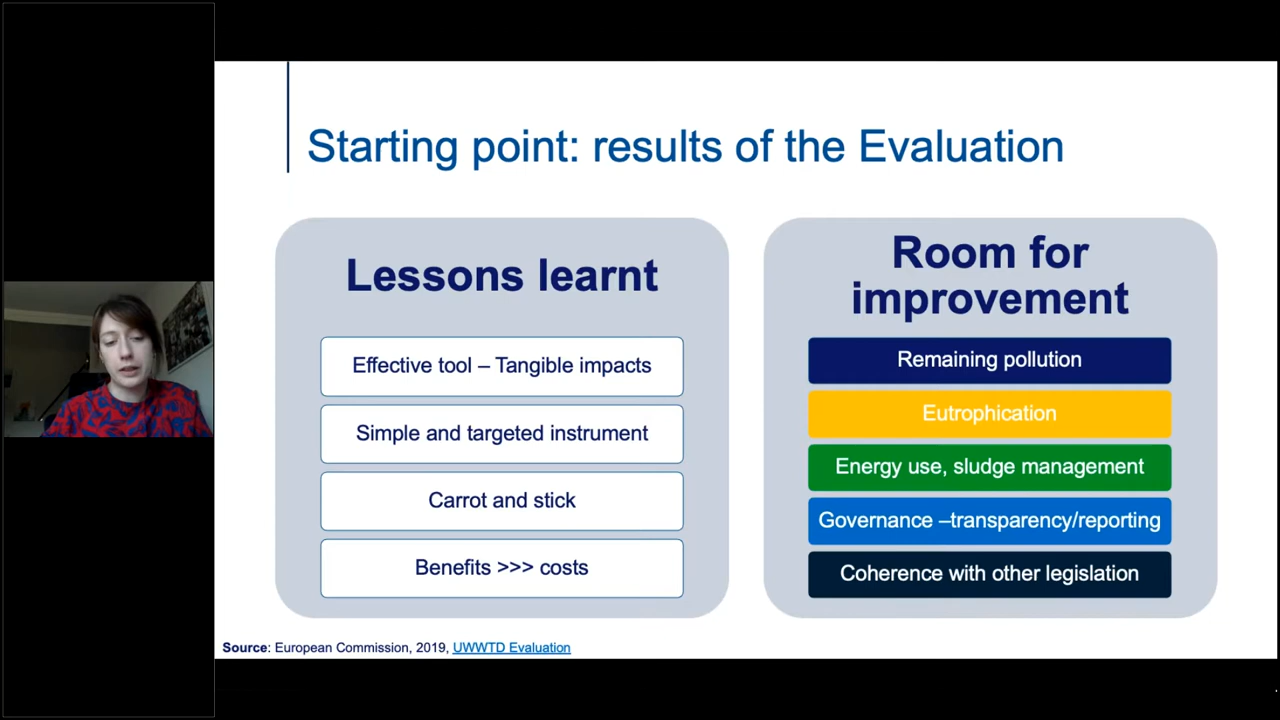 Starting point: results of the Evaluation
Lessons learnt
Effective tool – Tangible impacts
Simple and targeted instrument
Carrot and stick
Benefits >>> costs
Room for
improvement
Remaining pollution
Eutrophication
Energy use, sludge management
Governance –transparency/reporting
Coherence with other legislation
Source: European Commission, 2019, UWWTD Evaluation